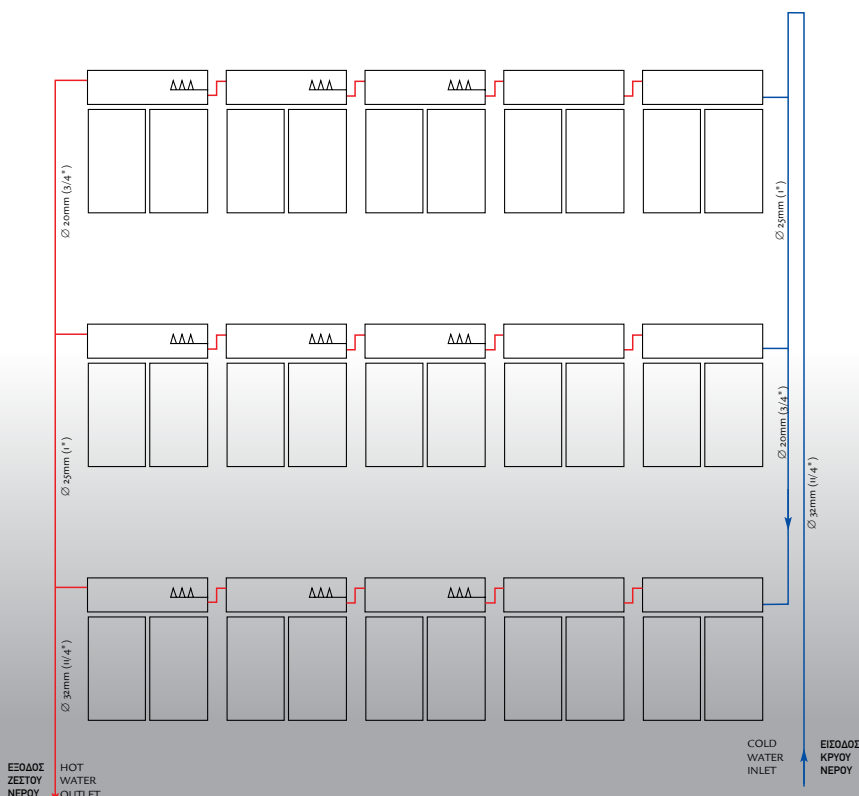 Ø 20mm (3/4")
Ø 25mm (1")
Ø 25mm (1")
Ø 20mm (3/4")
Ø 32mm (11/4")
Ø 32mm (11/4")
ΕΞΟΔΟΣ
ΖΕΣΤΟΥ
ΝΕΡΟΥ
HOT
WATER
OUTLET
COLD
WATER
INLET
ΕΙΣΟΔΟΣ
ΚΡΥΟΥ
ΝΕΡΟΥ